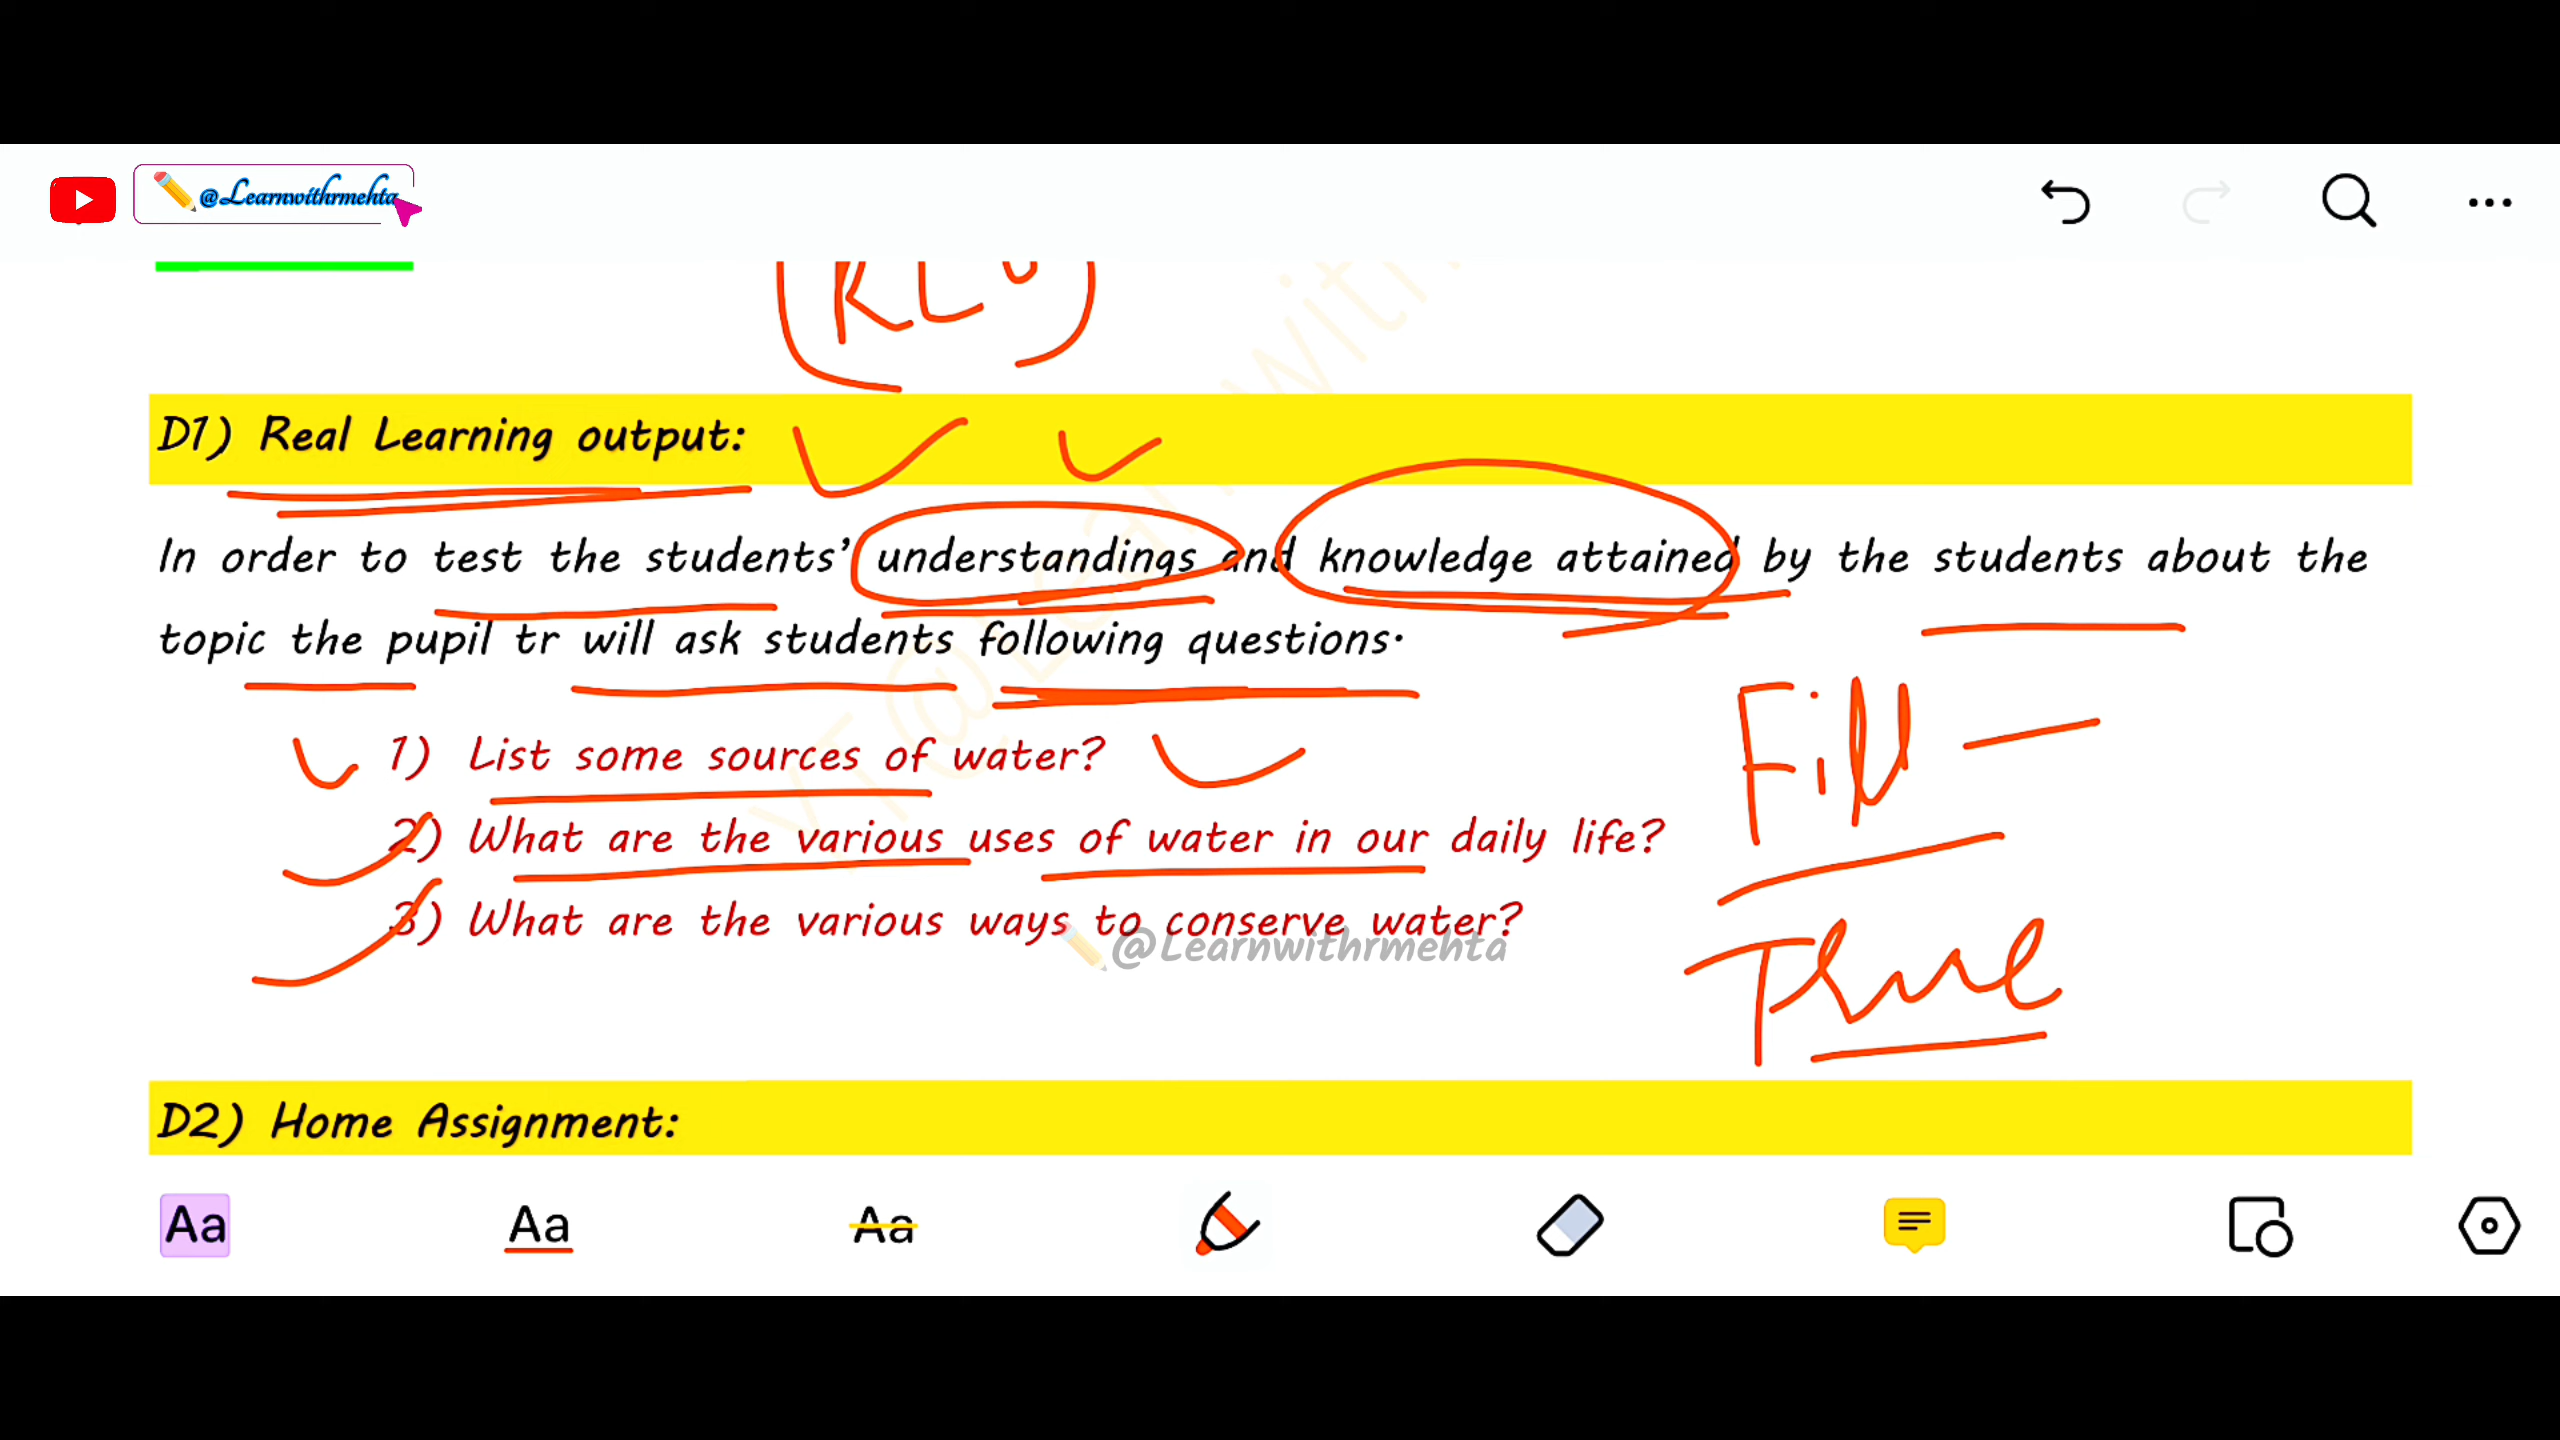 @Learnwithrmehta
(RLO)
D1) Real Learning output:
In order to test the students’ understandings and knowledge attained by the students about the
topic the pupil tr will ask students following questions.
1) List some sources of water?
2) What are the various uses of water in our daily life?
3) What are the various ways to conserve water?
Fill —
True
@Learnwithrmehta
YT@Learnwith
D2) Home Assignment:
Aa
Aa
Aa